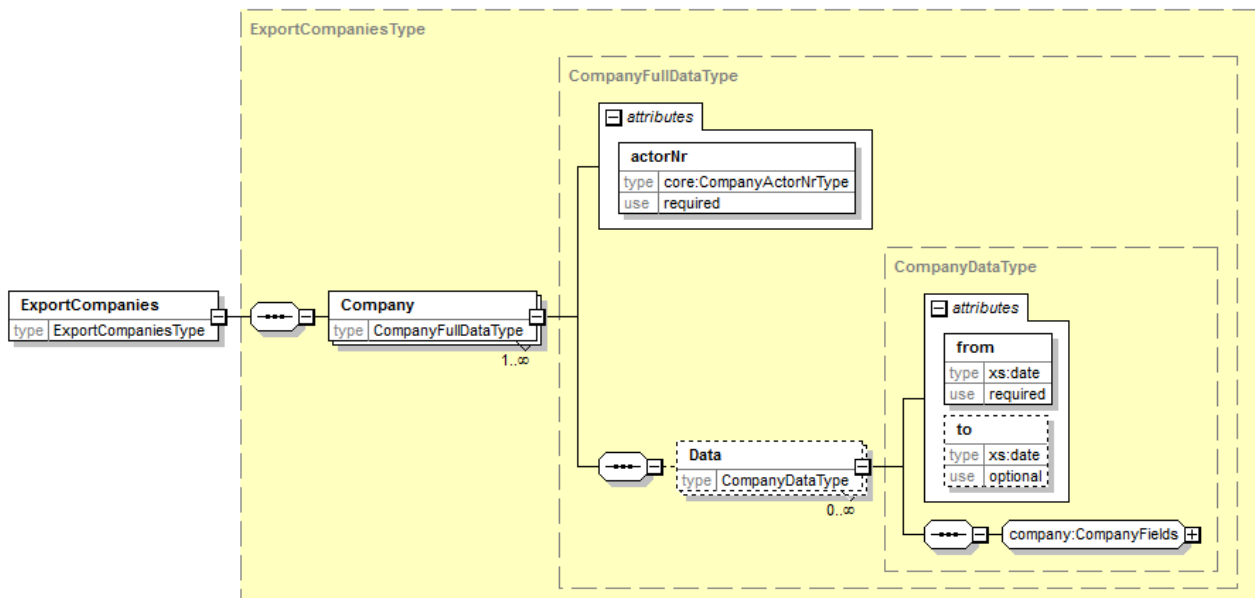 ExportCompaniesType
CompanyFullDataType
attributes
actorNr
type core:CompanyActorNrType
use required
CompanyDataType
ExportCompanies
type ExportCompaniesType
Company
type CompanyFullDataType
1..∞
attributes
from
type xs:date
use required
to
type xs:date
use optional
Data
type CompanyDataType
0..∞
company:CompanyFields